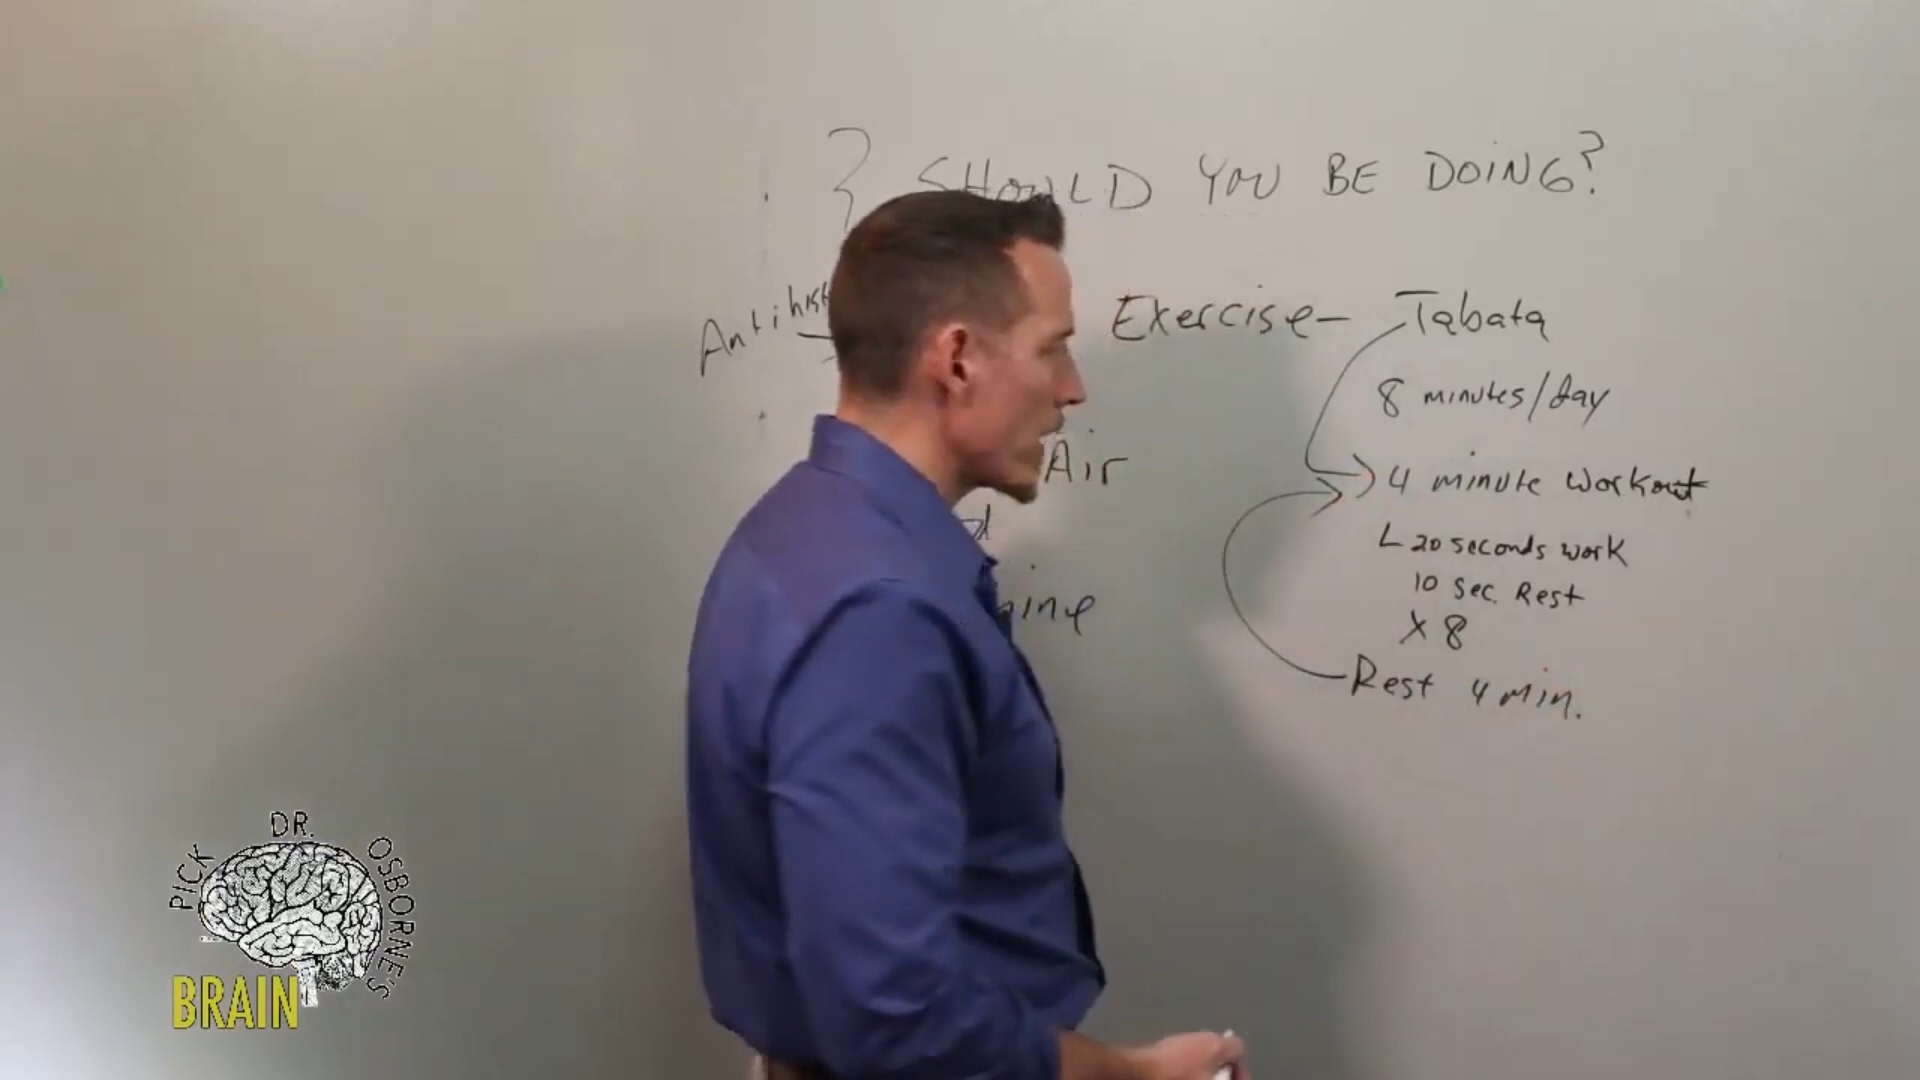 SHOULD YOU BE DOING?
Exercise - Tabata
8 minutes/day
Air
4 minute workout
20 seconds work
10 sec. Rest
X 8
Rest 4 min.
PICK DR. OSBORNE'S
BRAIN